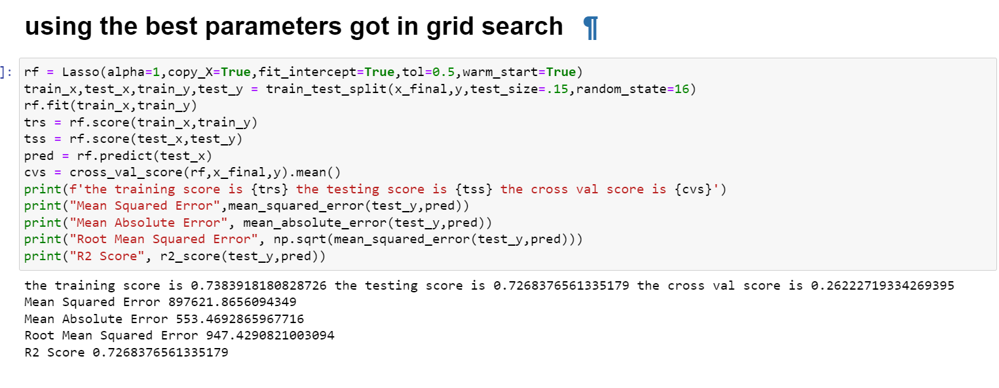 using the best parameters got in grid search ¶
]: rf = Lasso(alpha=1,copy_X=True,fit_intercept=True,tol=0.5,warm_start=True)
train_x,test_x,train_y,test_y = train_test_split(x_final,y,test_size=.15,random_state=16)
rf.fit(train_x,train_y)
trs = rf.score(train_x,train_y)
tss = rf.score(test_x,test_y)
pred = rf.predict(test_x)
cvs = cross_val_score(rf,x_final,y).mean()
print(f'the training score is {trs} the testing score is {tss} the cross val score is {cvs}')
print("Mean Squared Error",mean_squared_error(test_y,pred))
print("Mean Absolute Error", mean_absolute_error(test_y,pred))
print("Root Mean Squared Error", np.sqrt(mean_squared_error(test_y,pred)))
print("R2 Score", r2_score(test_y,pred))
the training score is 0.7383918180828726 the testing score is 0.7268376561335179 the cross val score is 0.26222719334269395
Mean Squared Error 897621.8656094349
Mean Absolute Error 553.4692865967716
Root Mean Squared Error 947.4290821003094
R2 Score 0.7268376561335179